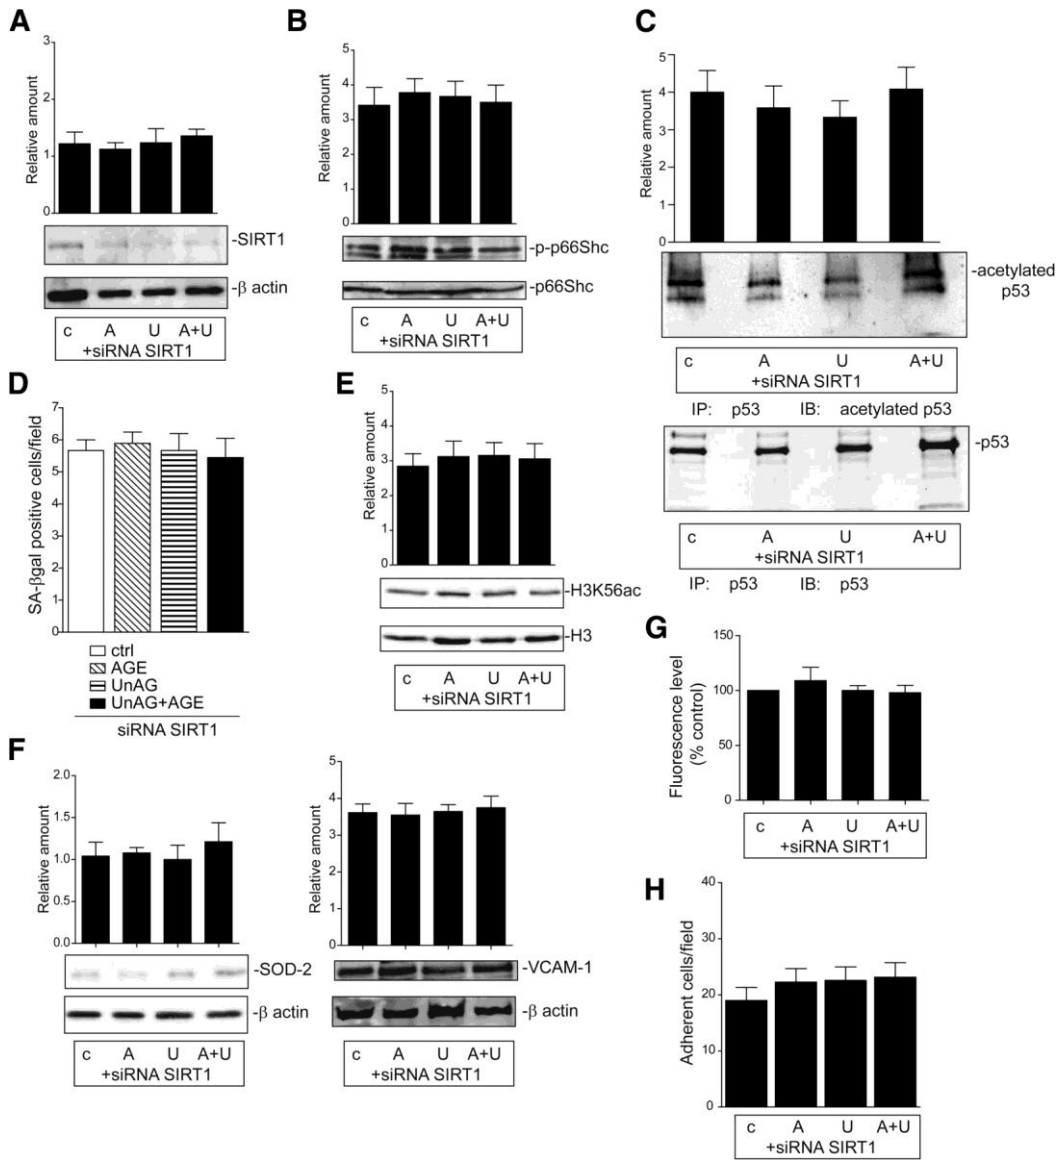 A
3
2
1
0
Relative amount
-SIRT1
-β actin
c A U A+U
+siRNA SIRT1
B
5
4
3
2
1
0
Relative amount
-p-p66Shc
-p66Shc
c A U A+U
+siRNA SIRT1
C
5
4
3
2
1
0
Relative amount
-acetylated
p53
c A U A+U
+siRNA SIRT1
IP: p53 IB: acetylated p53
-p53
c A U A+U
+siRNA SIRT1
IP: p53 IB: p53
D
7
6
5
4
3
2
1
0
SA-βgal positive cells/field
ctrl
AGE
UnAG
UnAG+AGE
siRNA SIRT1
E
5
4
3
2
1
0
Relative amount
-H3K56ac
-H3
c A U A+U
+siRNA SIRT1
F
2.0
1.5
1.0
0.5
0.0
Relative amount
-SOD-2
-β actin
c A U A+U
+siRNA SIRT1
5
4
3
2
1
0
Relative amount
-VCAM-1
-β actin
c A U A+U
+siRNA SIRT1
G
150
100
50
0
Fluorescence level
(% control)
c A U A+U
+siRNA SIRT1
H
40
30
20
10
0
Adherent cells/field
c A U A+U
+siRNA SIRT1